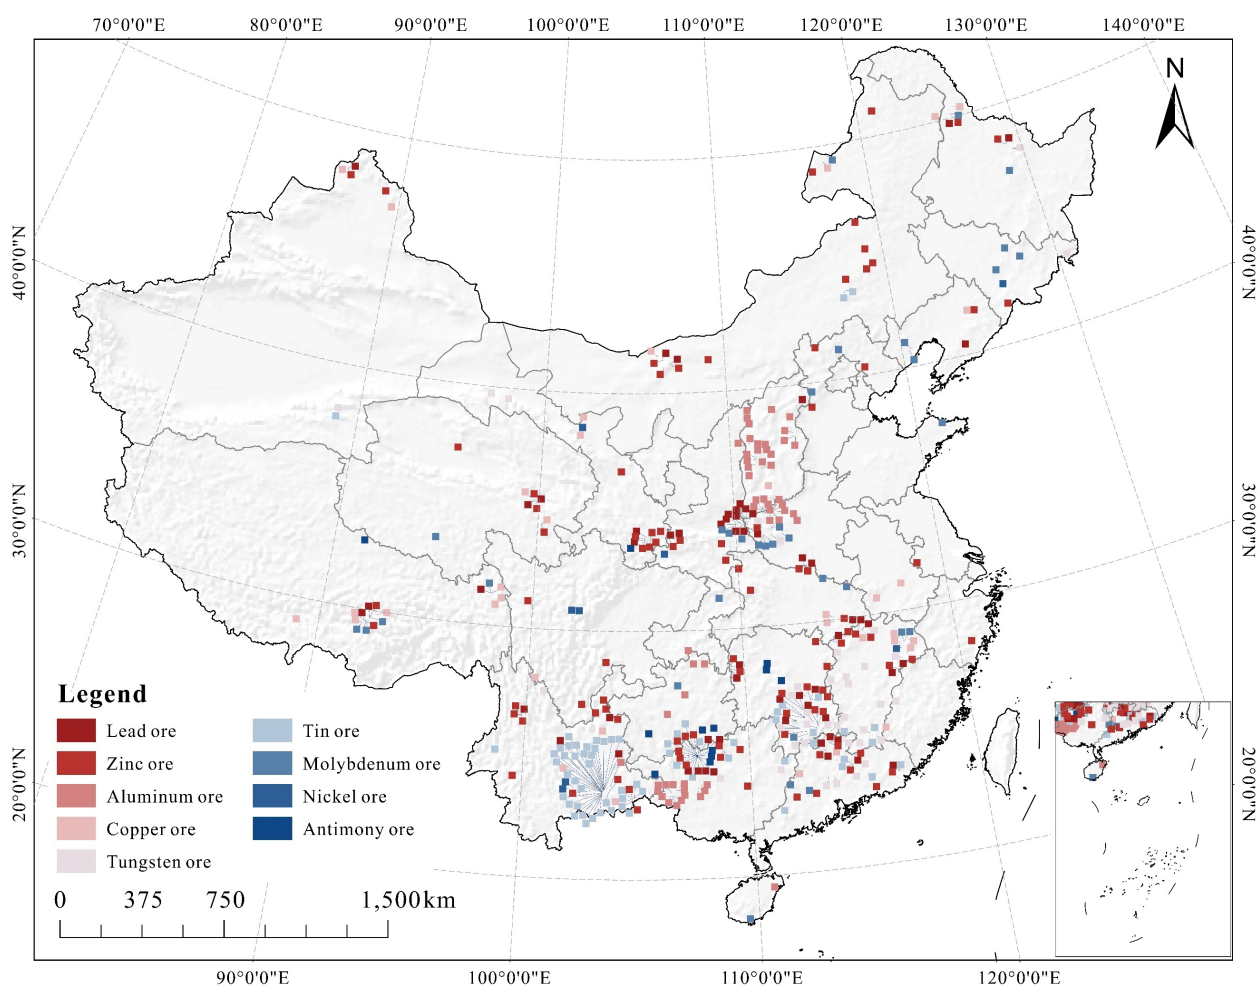 70°0'0"E 80°0'0"E 90°0'0"E 100°0'0"E 110°0'0"E 120°0'0"E 130°0'0"E 140°0'0"E
N
40°0'0"N 40°0'0"N
30°0'0"N 30°0'0"N
20°0'0"N 20°0'0"N
Legend
Lead ore Tin ore
Zinc ore Molybdenum ore
Aluminum ore Nickel ore
Copper ore Antimony ore
Tungsten ore
0 375 750 1,500km
90°0'0"E 100°0'0"E 110°0'0"E 120°0'0"E